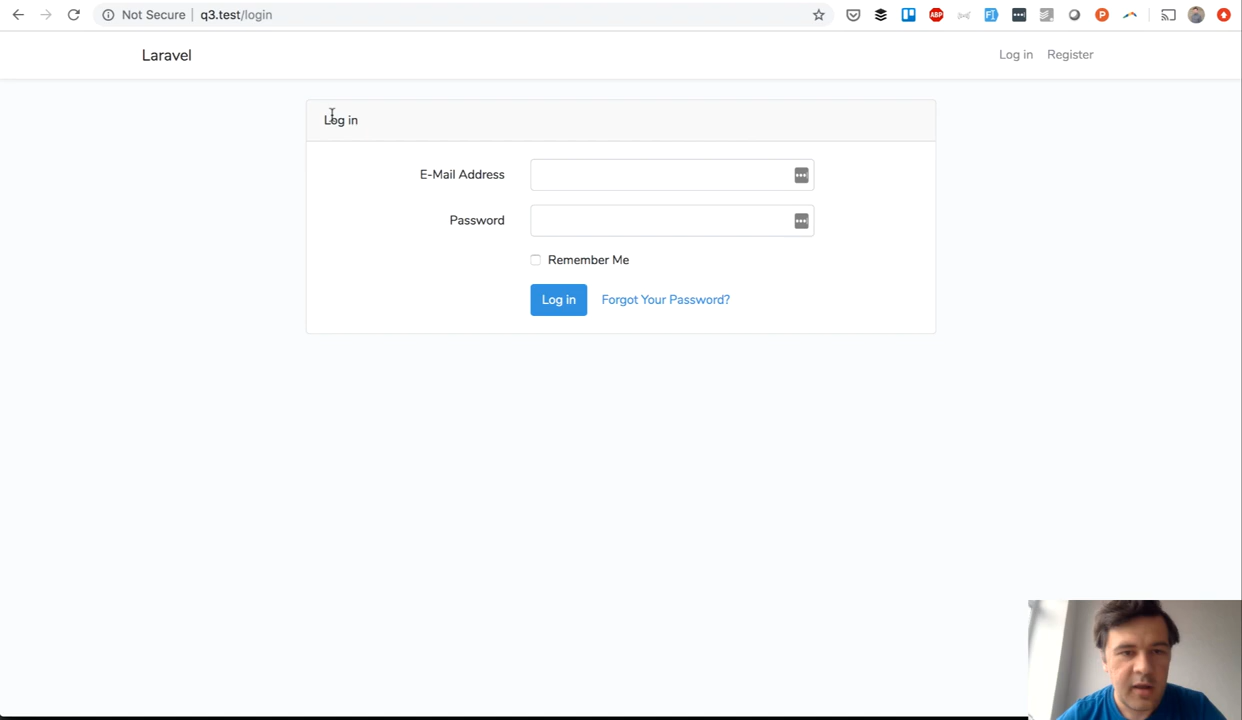 Not Secure | q3.test/login
ABP
P
Laravel
Log in Register
Log in
E-Mail Address
Password
Remember Me
Log in Forgot Your Password?